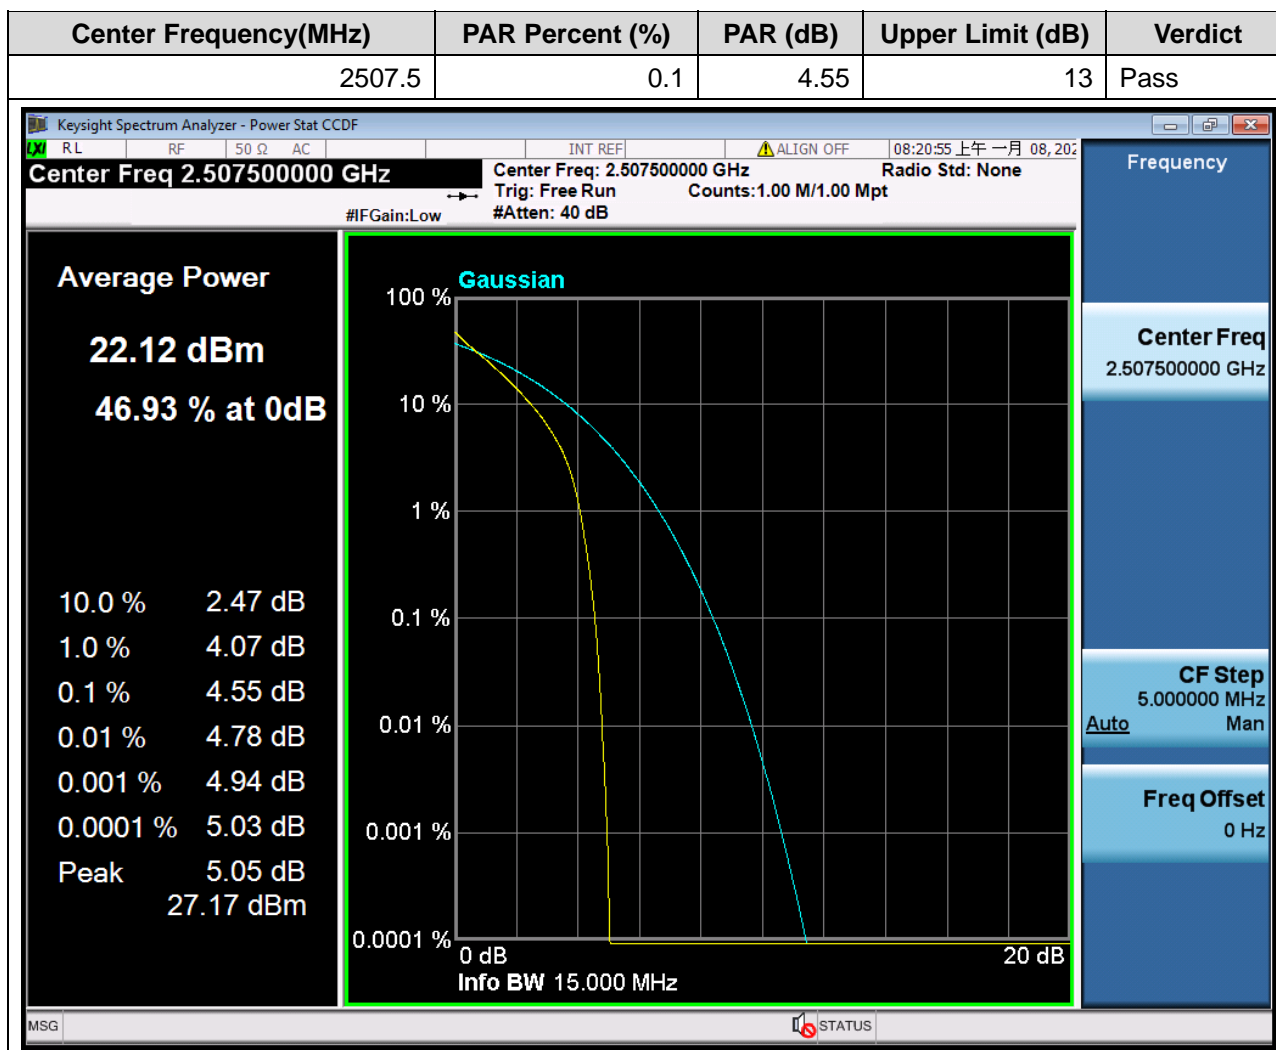 Center Frequency(MHz) PAR Percent (%) PAR (dB) Upper Limit (dB) Verdict
2507.5 0.1 4.55 13 Pass
Keysight Spectrum Analyzer - Power Stat CCDF
LXI RL RF 50 Ω AC INT REF ALIGN OFF 08:20:55 上午 一月 08, 202
Center Freq 2.507500000 GHz
Center Freq: 2.507500000 GHz Radio Std: None
Trig: Free Run Counts:1.00 M/1.00 Mpt
#IFGain:Low #Atten: 40 dB
Average Power
22.12 dBm
46.93 % at 0dB
10.0 % 2.47 dB
1.0 % 4.07 dB
0.1 % 4.55 dB
0.01 % 4.78 dB
0.001 % 4.94 dB
0.0001 % 5.03 dB
Peak 5.05 dB
27.17 dBm
Gaussian
100 %
10 %
1 %
0.1 %
0.01 %
0.001 %
0.0001 %
0 dB 20 dB
Info BW 15.000 MHz
Frequency
Center Freq
2.507500000 GHz
CF Step
5.000000 MHz
Auto Man
Freq Offset
0 Hz
MSG STATUS